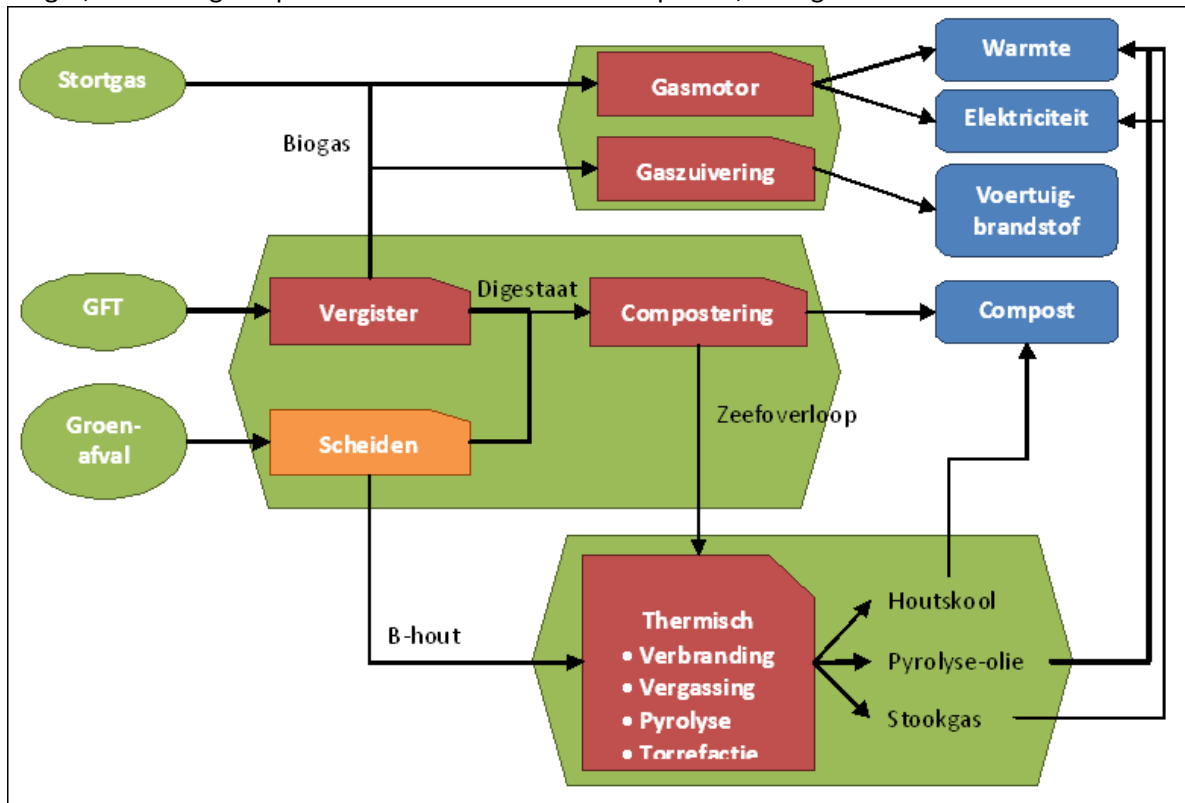 Warmte
Stortgas
Gasmotor
Elektriciteit
Biogas
Gaszuivering
Voertuig-
brandstof
Digestaat
GFT
Vergister
Compostering
Compost
Zeefoverloop
Groen-
afval
Scheiden
Houtskool
Thermisch
B-hout
• Verbranding
Pyrolyse-olie
• Vergassing
• Pyrolyse
Stookgas
• Torrefactie